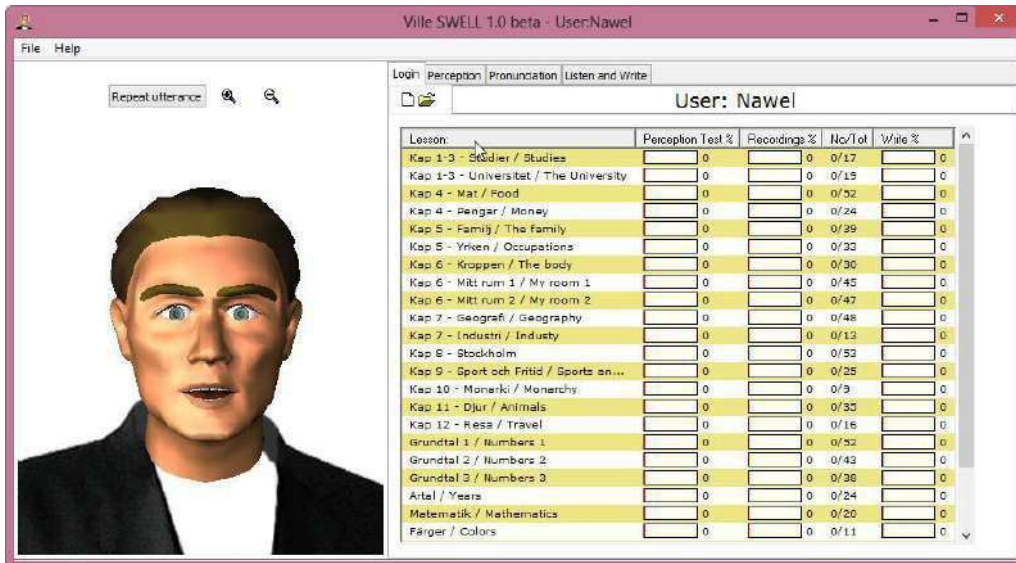 Ville SWELL 1.0 beta - User:Nawel
File Help
Repeat utterance
Login Perception Pronunciation Listen and Write
User: Nawel
Lesson: Perception Test % Recordings % No/Tot Write %
Kap 1-3 - Studier / Studies 0 0 0/17 0
Kap 1-3 - Universitet / The University 0 0 0/19 0
Kap 4 - Mat / Food 0 0 0/52 0
Kap 4 - Pengar / Money 0 0 0/24 0
Kap 5 - Familj / The family 0 0 0/39 0
Kap 5 - Yrken / Occupations 0 0 0/33 0
Kap 6 - Kroppen / The body 0 0 0/30 0
Kap 6 - Mitt rum 1 / My room 1 0 0 0/45 0
Kap 6 - Mitt rum 2 / My room 2 0 0 0/47 0
Kap 7 - Geografi / Geography 0 0 0/48 0
Kap 7 - Industri / Industy 0 0 0/13 0
Kap 8 - Stockholm 0 0 0/53 0
Kap 9 - Sport och Fritid / Sports an... 0 0 0/25 0
Kap 10 - Monarki / Monarchy 0 0 0/9 0
Kap 11 - Djur / Animals 0 0 0/35 0
Kap 12 - Resa / Travel 0 0 0/16 0
Grundtal 1 / Numbers 1 0 0 0/52 0
Grundtal 2 / Numbers 2 0 0 0/43 0
Grundtal 3 / Numbers 3 0 0 0/38 0
Artal / Years 0 0 0/24 0
Matematik / Mathematics 0 0 0/20 0
Färger / Colors 0 0 0/11 0